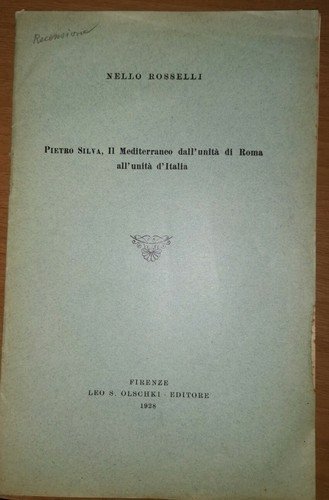 Recensione
NELLO ROSSELLI
PIETRO SILVA, Il Mediterraneo dall'unità di Roma
all'unità d'Italia
FIRENZE
LEO S. OLSCHKI - EDITORE
1928